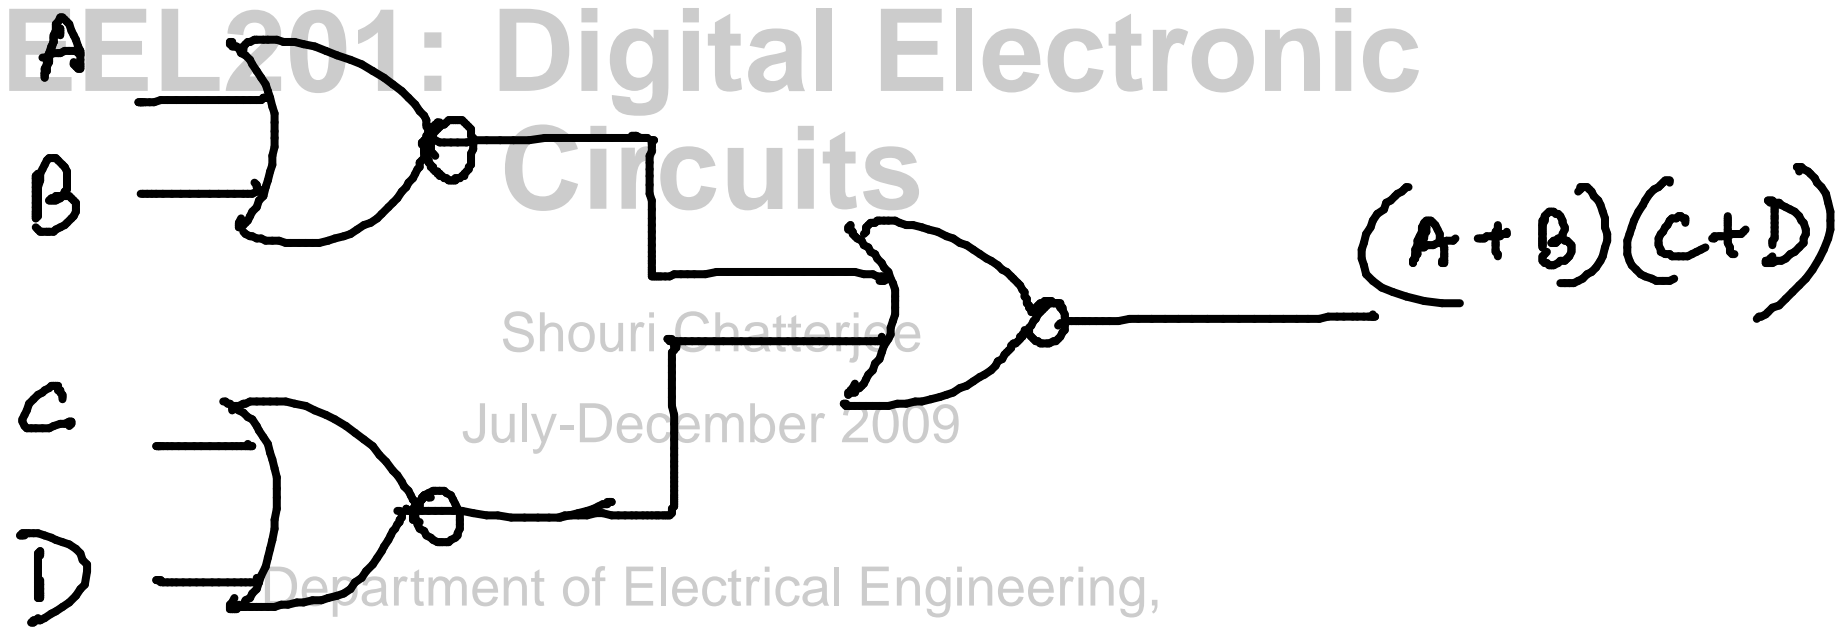 EEL201: Digital Electronic
Circuits
A
B
(A + B)(C+D)
Shouri Chatterjee
C
July-December 2009
D
Department of Electrical Engineering,